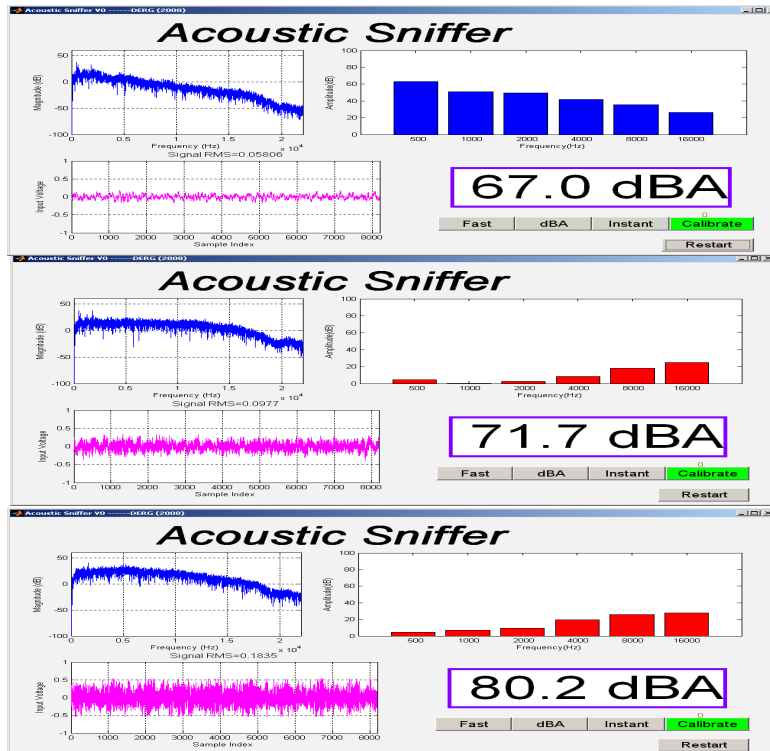 Acoustic Sniffer V0 ------DERG (2008)
Acoustic Sniffer
Magnitude (dB)
50
0
-50
-100
0 0.5 1 1.5 2
Frequency (Hz) x 10^4
Amplitude(dB)
100
80
60
40
20
0
500 1000 2000 4000 8000 16000
Frequency(Hz)
Signal RMS=0.05806
Input Voltage
1
0.5
0
-0.5
-1
0 1000 2000 3000 4000 5000 6000 7000 8000
Sample Index
67.0 dBA
Fast dBA Instant Calibrate
Restart
Acoustic Sniffer V0 ------DERG (2008)
Acoustic Sniffer
Magnitude (dB)
50
0
-50
-100
0 0.5 1 1.5 2
Frequency (Hz) x 10^4
Amplitude(dB)
100
80
60
40
20
0
500 1000 2000 4000 8000 16000
Frequency(Hz)
Signal RMS=0.0977
Input Voltage
1
0.5
0
-0.5
-1
0 1000 2000 3000 4000 5000 6000 7000 8000
Sample Index
71.7 dBA
Fast dBA Instant Calibrate
Restart
Acoustic Sniffer V0 ------DERG (2008)
Acoustic Sniffer
Magnitude (dB)
50
0
-50
-100
0 0.5 1 1.5 2
Frequency (Hz) x 10^4
Amplitude(dB)
100
80
60
40
20
0
500 1000 2000 4000 8000 16000
Frequency(Hz)
Signal RMS=0.1835
Input Voltage
1
0.5
0
-0.5
-1
0 1000 2000 3000 4000 5000 6000 7000 8000
Sample Index
80.2 dBA
Fast dBA Instant Calibrate
Restart